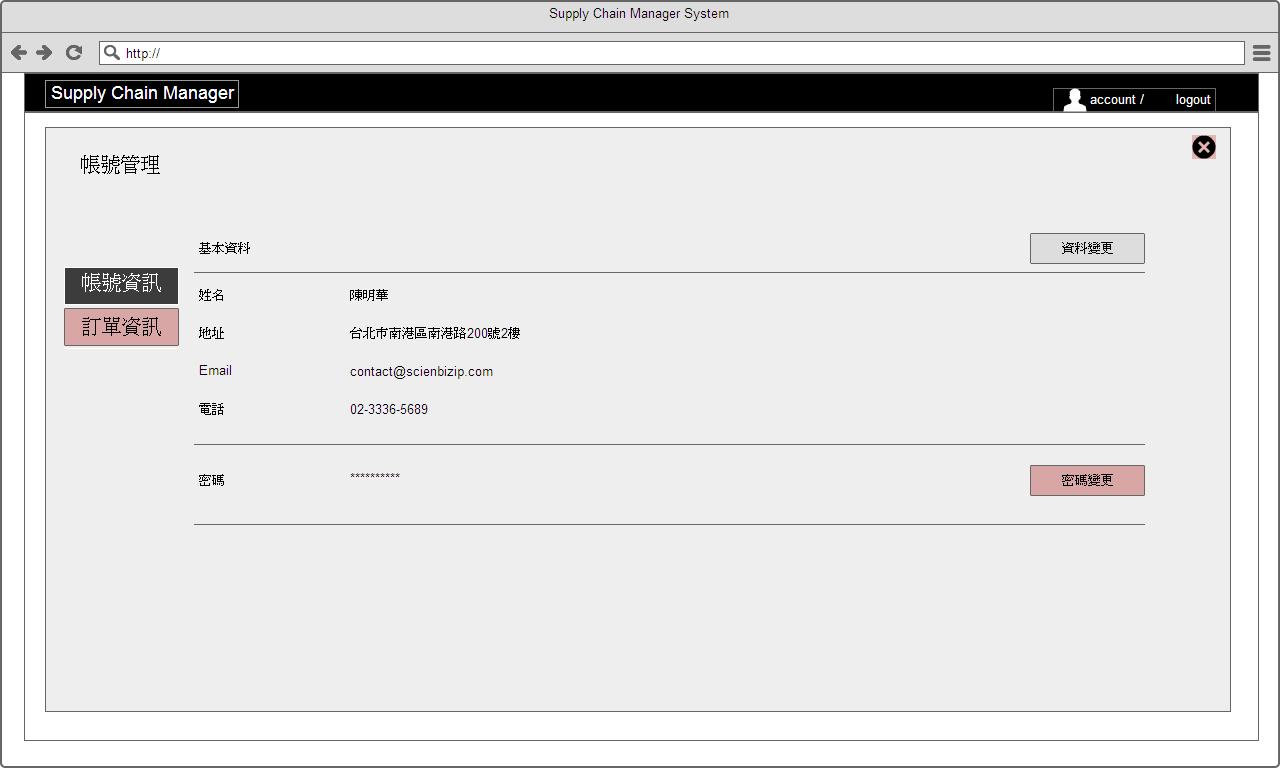 Supply Chain Manager System
http://
Supply Chain Manager
account / logout
帳號管理
基本資料 資料變更
帳號資訊
訂單資訊
姓名 陳明華
地址 台北市南港區南港路200號2樓
Email contact@scienbizip.com
電話 02-3336-5689
密碼 ********** 密碼變更